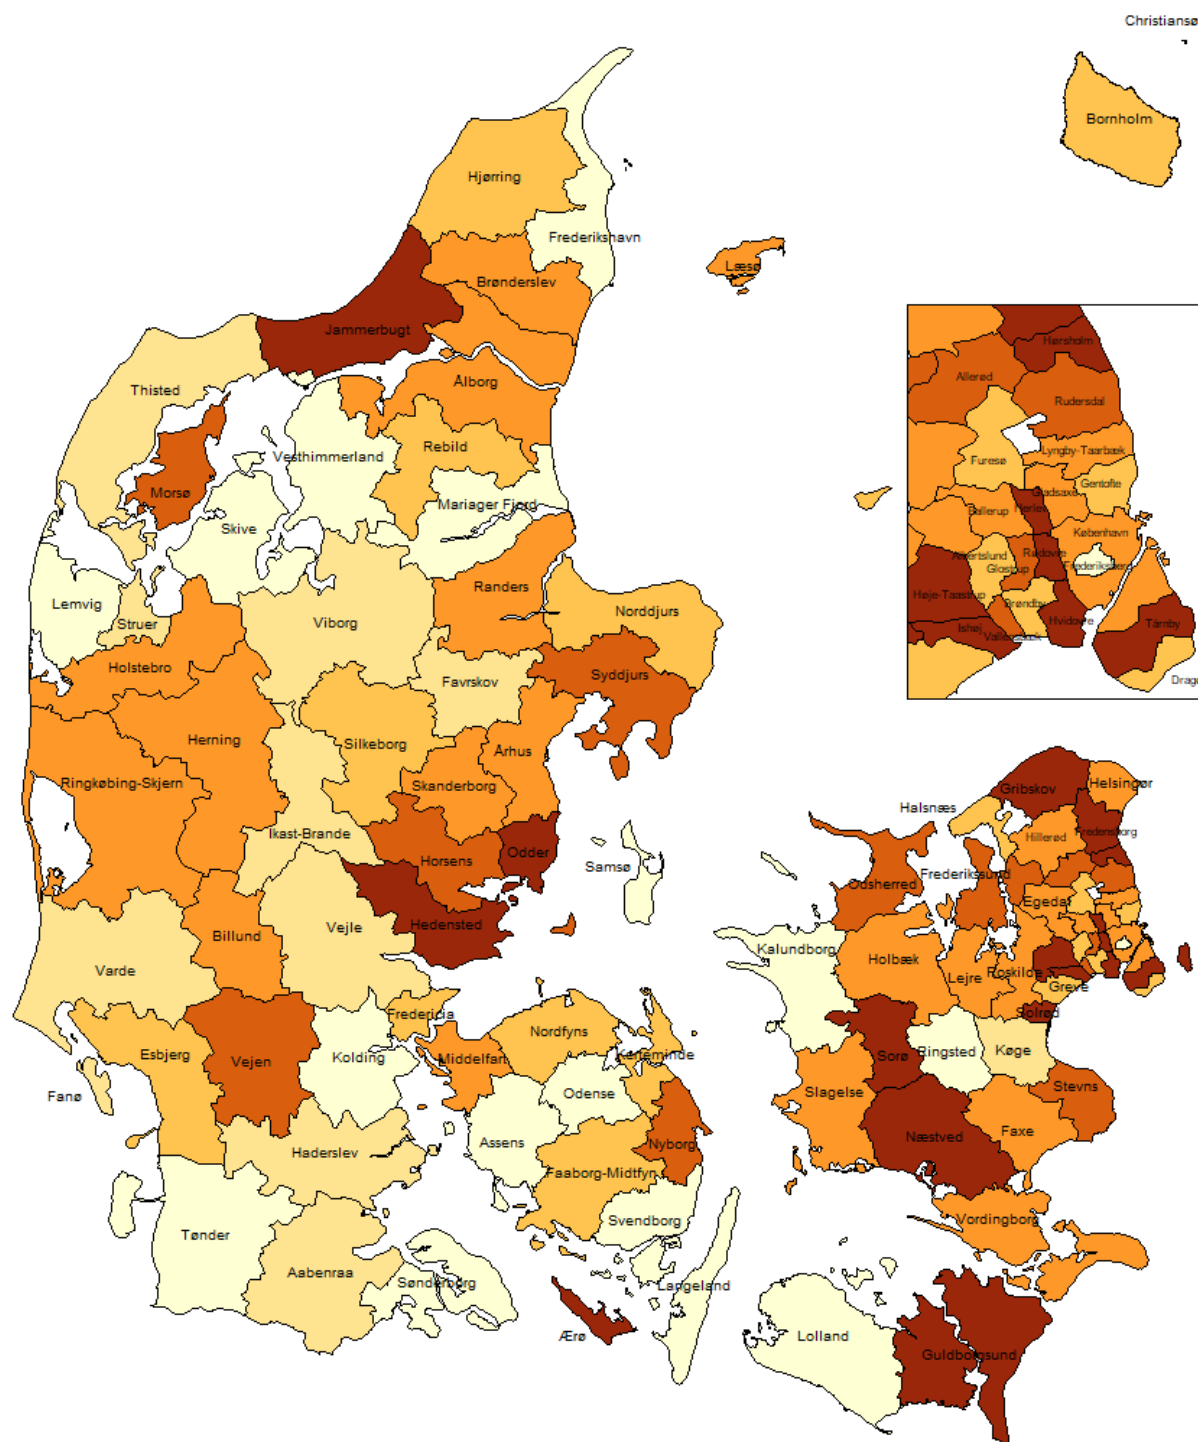 Christiansø
Bornholm
Hjørring
Frederikshavn
Brønderslev
Læsø
Jammerbugt
Thisted
Ålborg
Rebild
Vesthimmerland
Morsø
Mariager Fjord
Skive
Randers
Lemvig
Struer
Viborg
Norddjurs
Holstebro
Favrskov
Syddjurs
Herning
Silkeborg
Århus
Ringkøbing-Skjern
Skanderborg
Ikast-Brande
Horsens
Odder
Samsø
Hedensted
Vejle
Billund
Varde
Fredericia
Esbjerg
Vejen
Kolding
Middelfart
Nordfyns
Kerteminde
Fanø
Odense
Assens
Nyborg
Haderslev
Faaborg-Midtfyn
Svendborg
Tønder
Aabenraa
Sønderborg
Langeland
Ærø
Hørsholm
Allerød
Rudersdal
Furesø
Lyngby-Taarbæk
Gentofte
Gladsaxe
Ballerup
Herlev
København
Albertslund
Rødovre
Glostrup
Frederiksberg
Høje-Taastrup
Brøndby
Hvidovre
Ishøj
Vallensbæk
Tårnby
Drag
Gribskov
Helsingør
Halsnæs
Hillerød
Fredensborg
Odsherred
Frederikssund
Egedal
Kalundborg
Holbæk
Lejre
Roskilde
Greve
Solrød
Sorø
Ringsted
Køge
Slagelse
Stevns
Næstved
Faxe
Vordingborg
Lolland
Guldborgsund